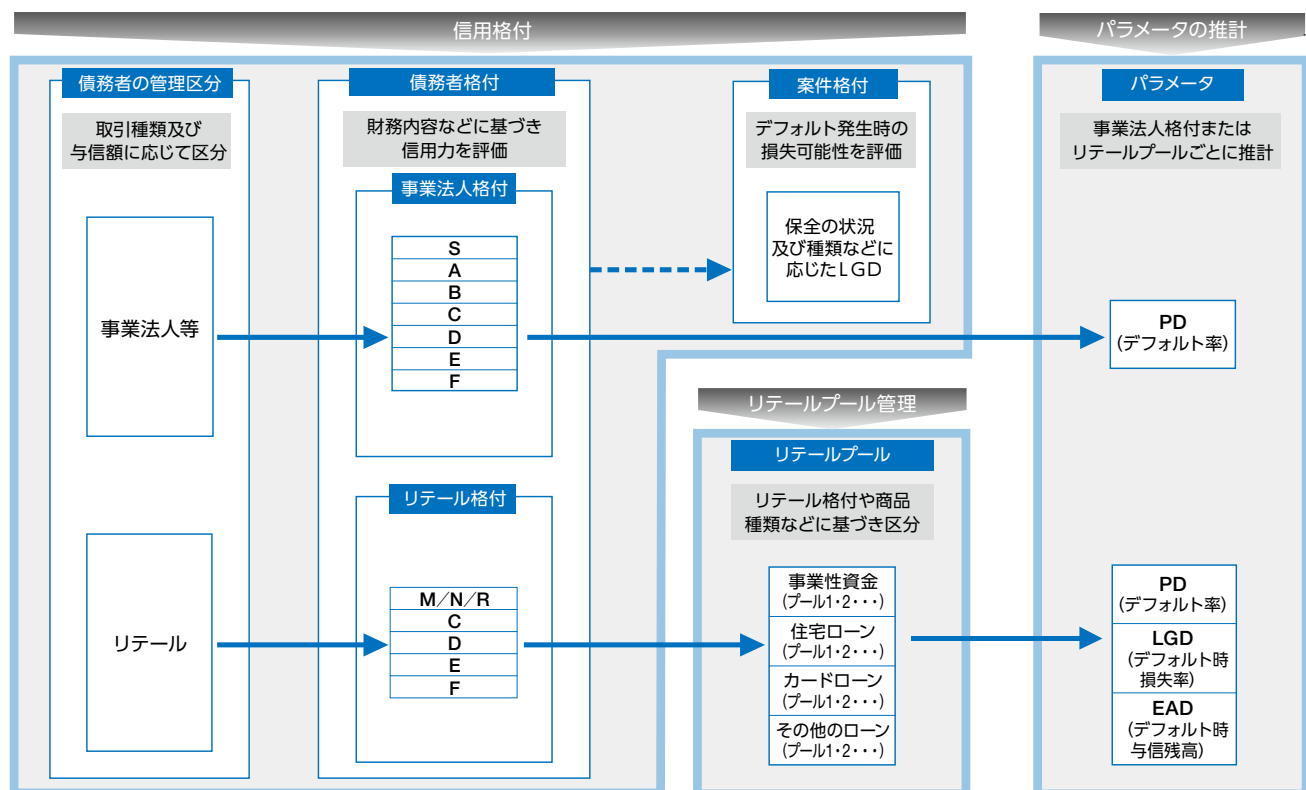 信用格付
債務者の管理区分
取引種類及び
与信額に応じて区分
事業法人等
リテール
債務者格付
財務内容などに基づき
信用力を評価
事業法人格付
S
A
B
C
D
E
F
リテール格付
M/N/R
C
D
E
F
案件格付
デフォルト発生時の
損失可能性を評価
保全の状況
及び種類などに
応じたLGD
リテールプール管理
リテールプール
リテール格付や商品
種類などに基づき区分
事業性資金
(プール1・2・・・)
住宅ローン
(プール1・2・・・)
カードローン
(プール1・2・・・)
その他のローン
(プール1・2・・・)
パラメータの推計
パラメータ
事業法人格付または
リテールプールごとに推計
PD
(デフォルト率)
PD
(デフォルト率)
LGD
(デフォルト時
損失率)
EAD
(デフォルト時
与信残高)